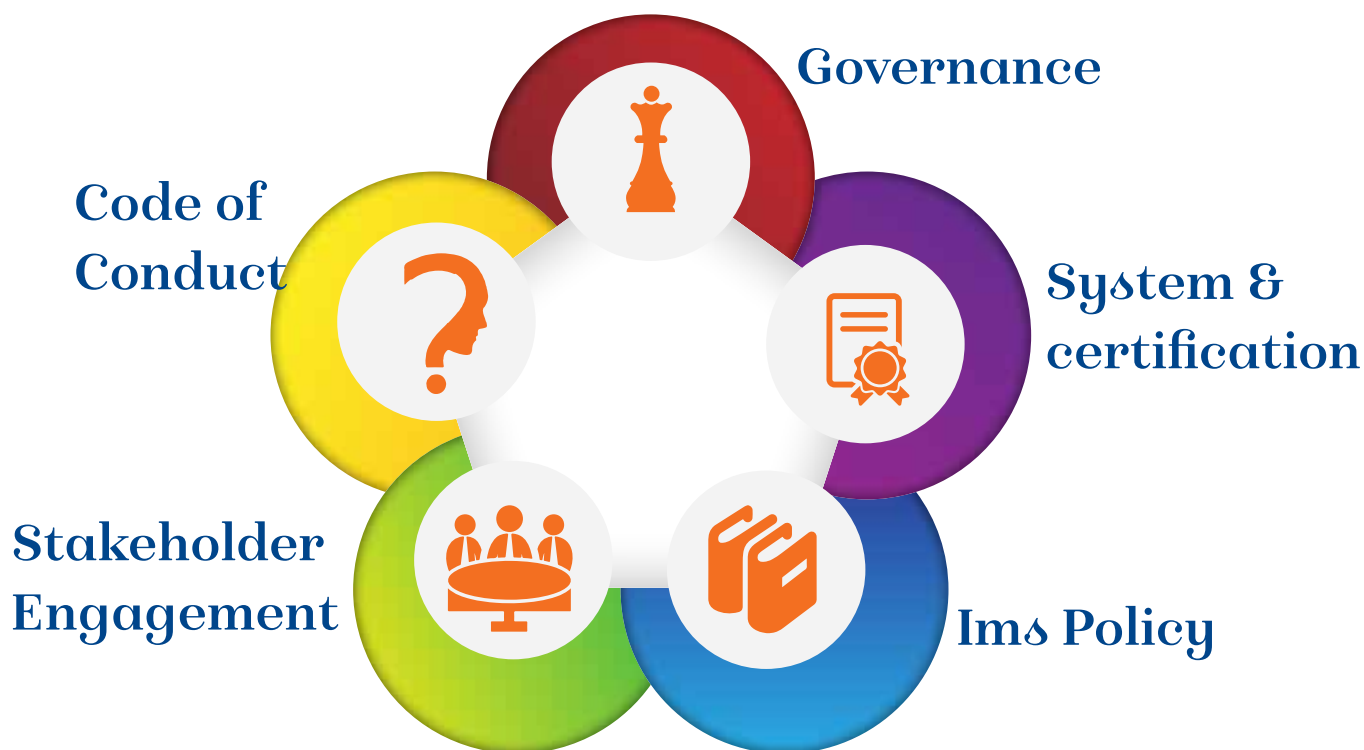 Governance
Code of
Conduct
System &
certification
Stakeholder
Engagement
Ims Policy